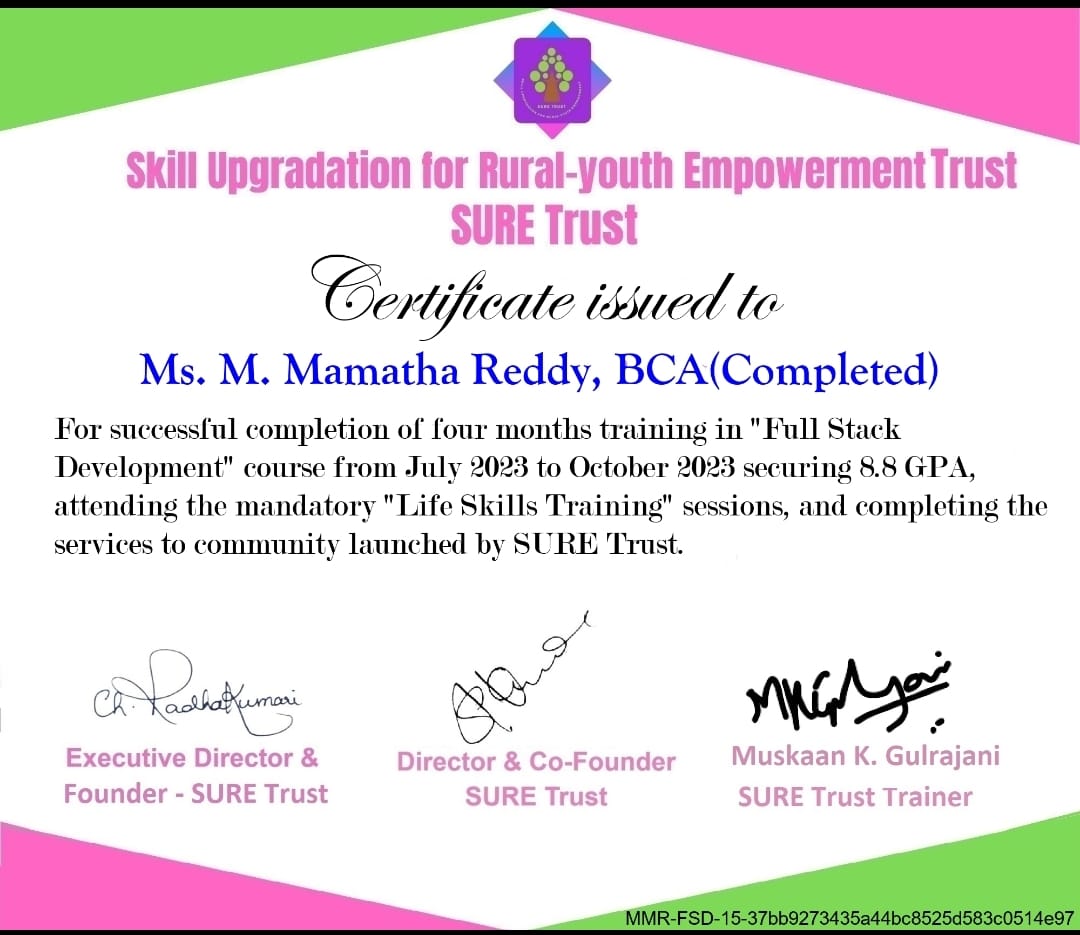 SURE TRUST
Skill Upgradation for Rural-youth Empowerment Trust
SURE Trust
Certificate issued to
Ms. M. Mamatha Reddy, BCA(Completed)
For successful completion of four months training in "Full Stack
Development" course from July 2023 to October 2023 securing 8.8 GPA,
attending the mandatory "Life Skills Training" sessions, and completing the
services to community launched by SURE Trust.
Ch. RadhaKumari
Executive Director &
Founder - SURE Trust
Director & Co-Founder
SURE Trust
Muskaan K. Gulrajani
SURE Trust Trainer
MMR-FSD-15-37bb9273435a44bc8525d583c0514e97